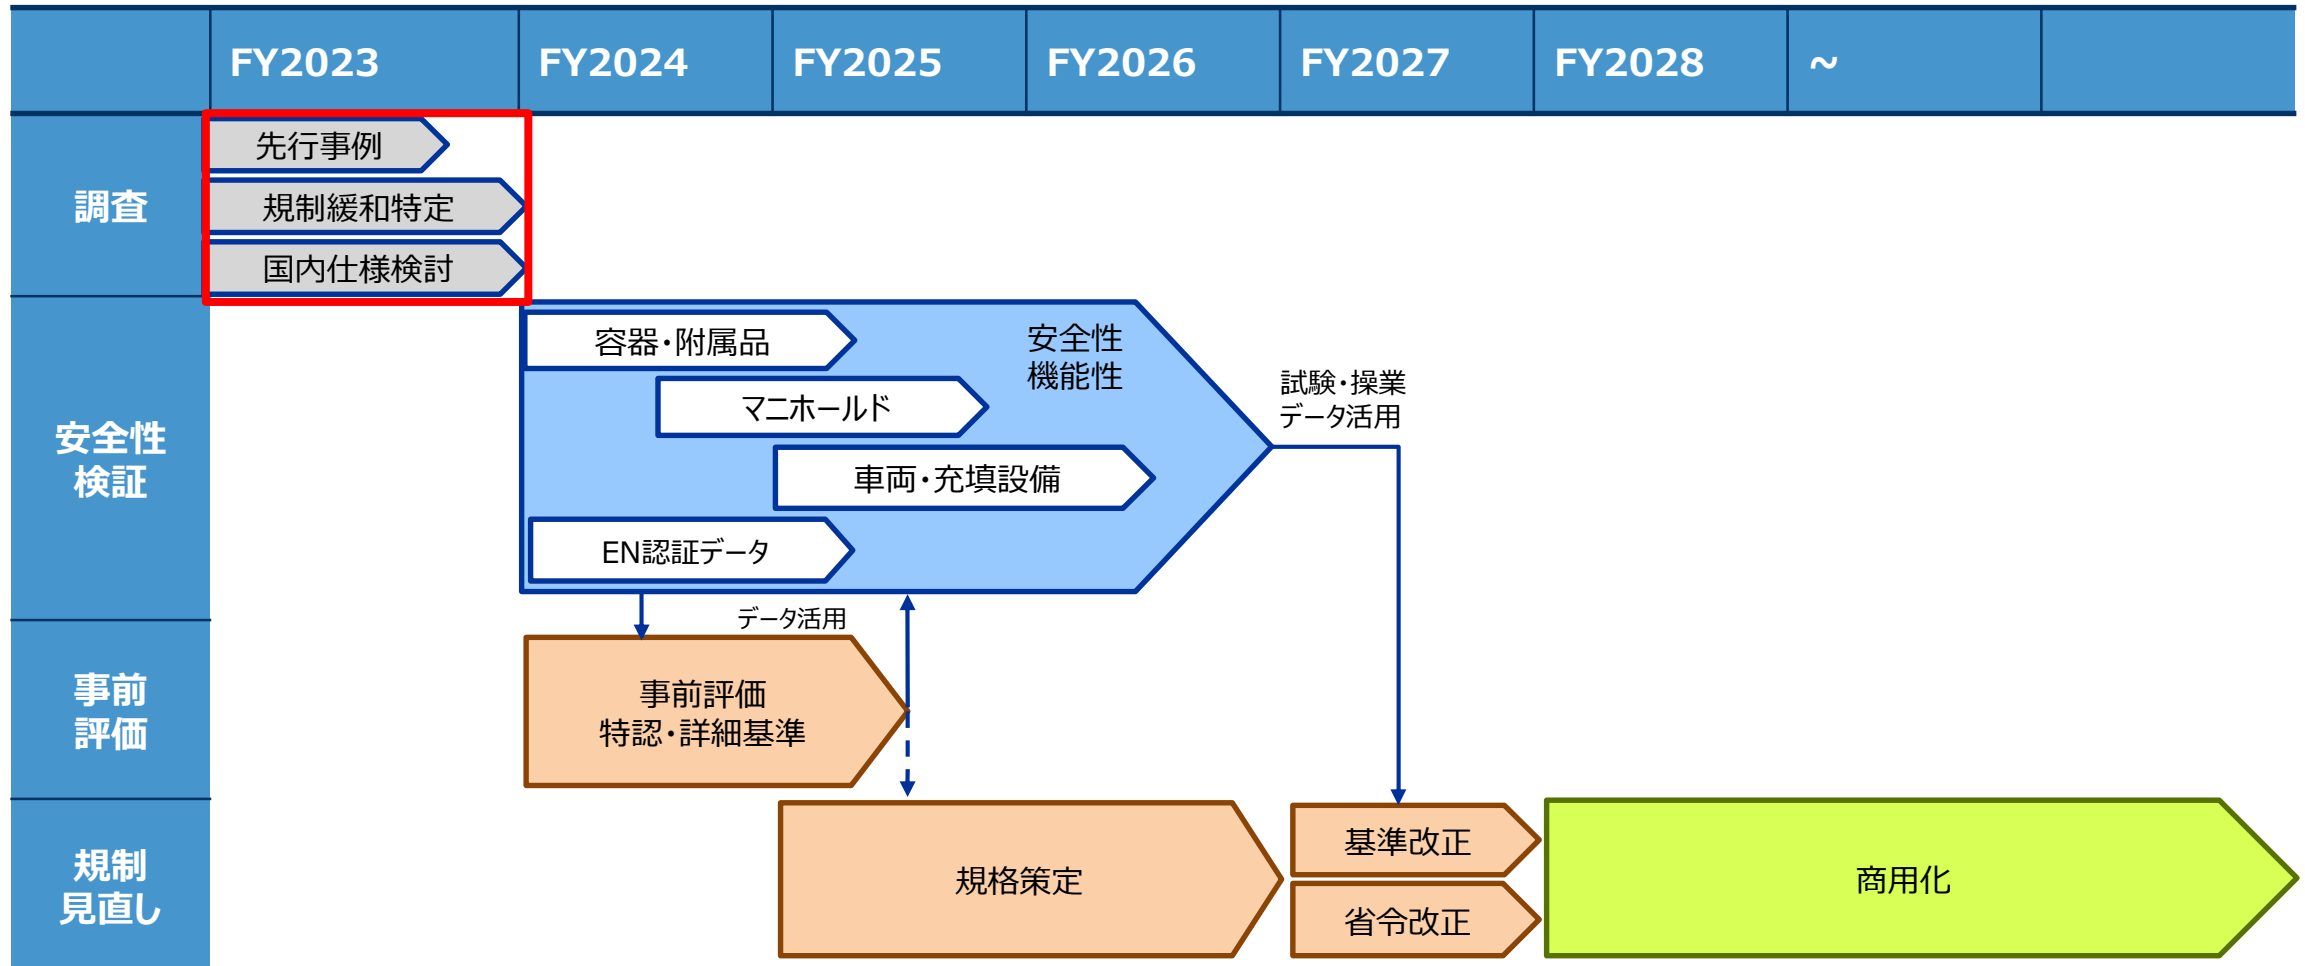 FY2023
FY2024
FY2025
FY2026
FY2027
FY2028
~
調査
先行事例
規制緩和特定
国内仕様検討
安全性
検証
容器・附属品
マニホールド
車両・充填設備
EN認証データ
安全性
機能性
試験・操業
データ活用
データ活用
事前
評価
事前評価
特認・詳細基準
規制
見直し
規格策定
基準改正
省令改正
商用化